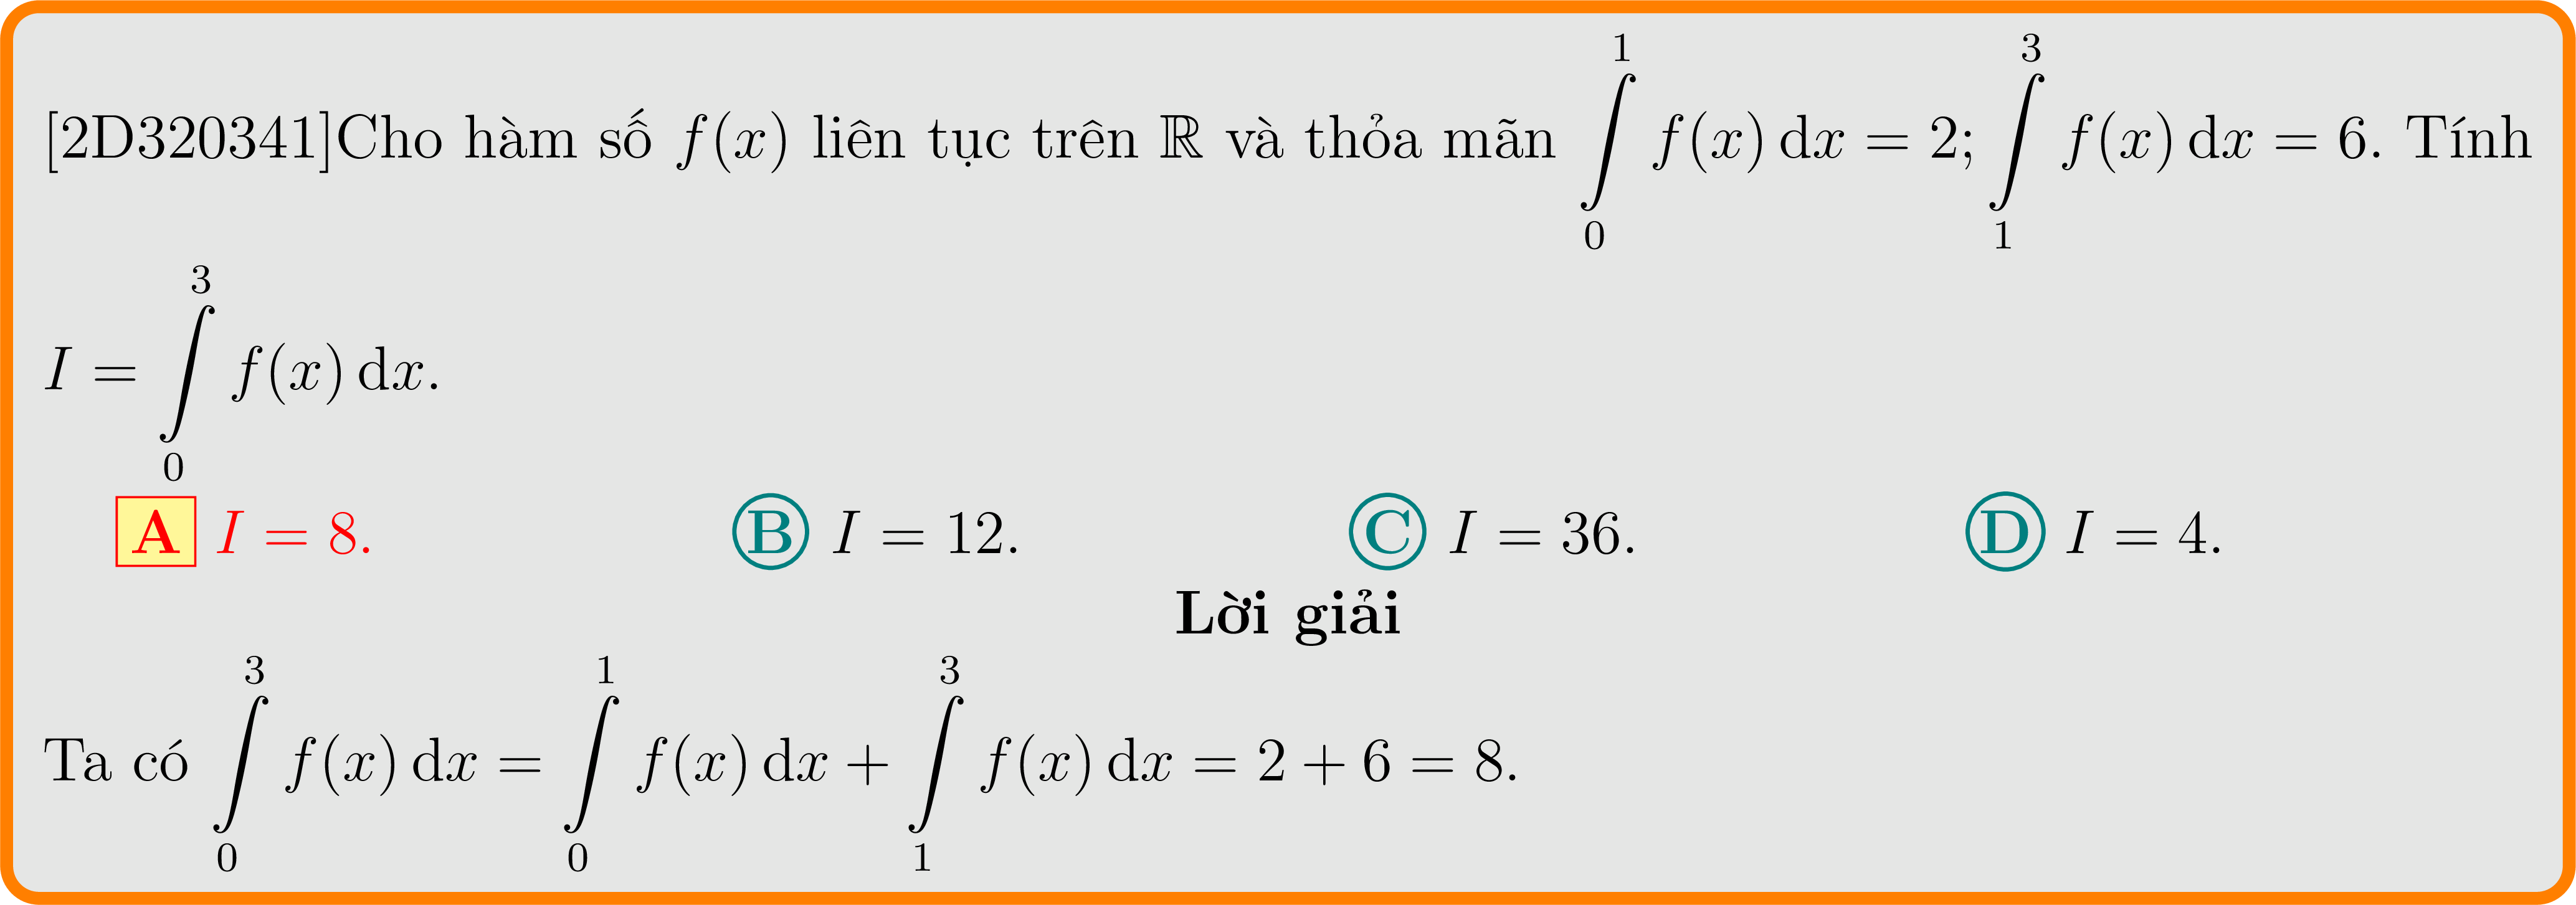 [2D320341]Cho hàm số $f(x)$ liên tục trên $\mathbb{R}$ và thỏa mãn $\int\limits_0^1 f(x)\,\mathrm{d}x = 2; \int\limits_1^3 f(x)\,\mathrm{d}x = 6$. Tính
$I = \int\limits_0^3 f(x)\,\mathrm{d}x.$
A $I = 8.$ B $I = 12.$ C $I = 36.$ D $I = 4.$
Lời giải
Ta có $\int\limits_0^3 f(x)\,\mathrm{d}x = \int\limits_0^1 f(x)\,\mathrm{d}x + \int\limits_1^3 f(x)\,\mathrm{d}x = 2 + 6 = 8.$